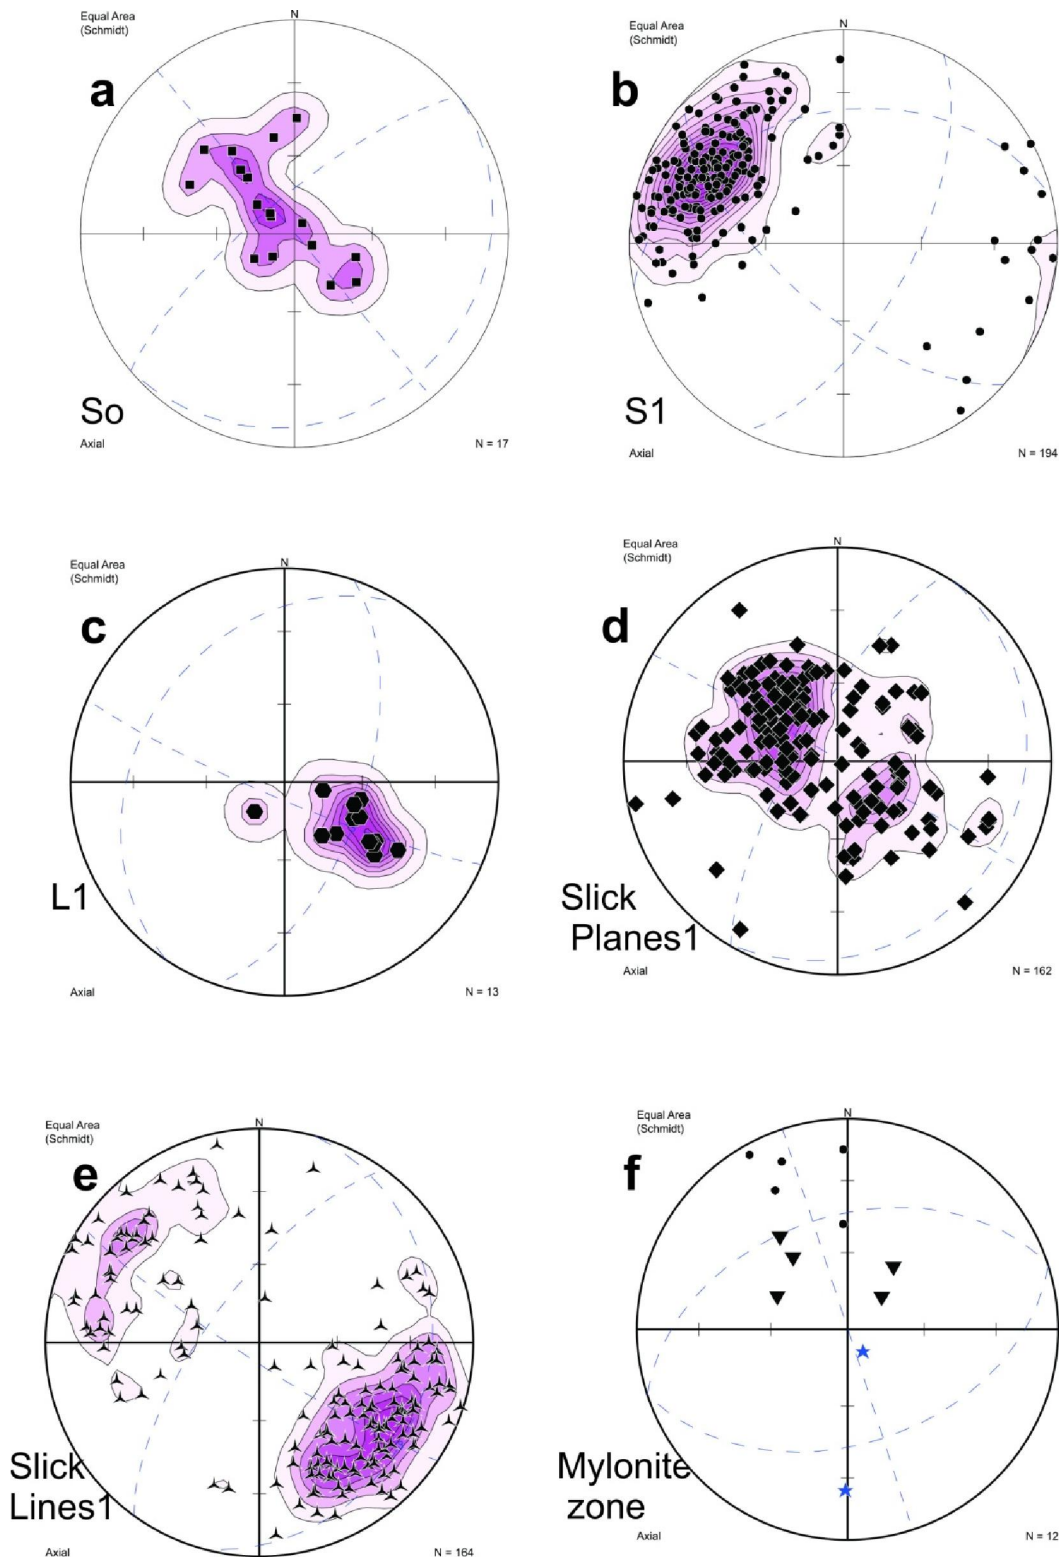 Equal Area
(Schmidt)
N
a
So
Axial
N = 17
Equal Area
(Schmidt)
N
b
S1
Axial
N = 194
Equal Area
(Schmidt)
N
c
L1
Axial
N = 13
Equal Area
(Schmidt)
N
d
Slick
Planes1
Axial
N = 162
Equal Area
(Schmidt)
N
e
Slick
Lines1
Axial
N = 164
Equal Area
(Schmidt)
N
f
Mylonite
zone
Axial
N = 12